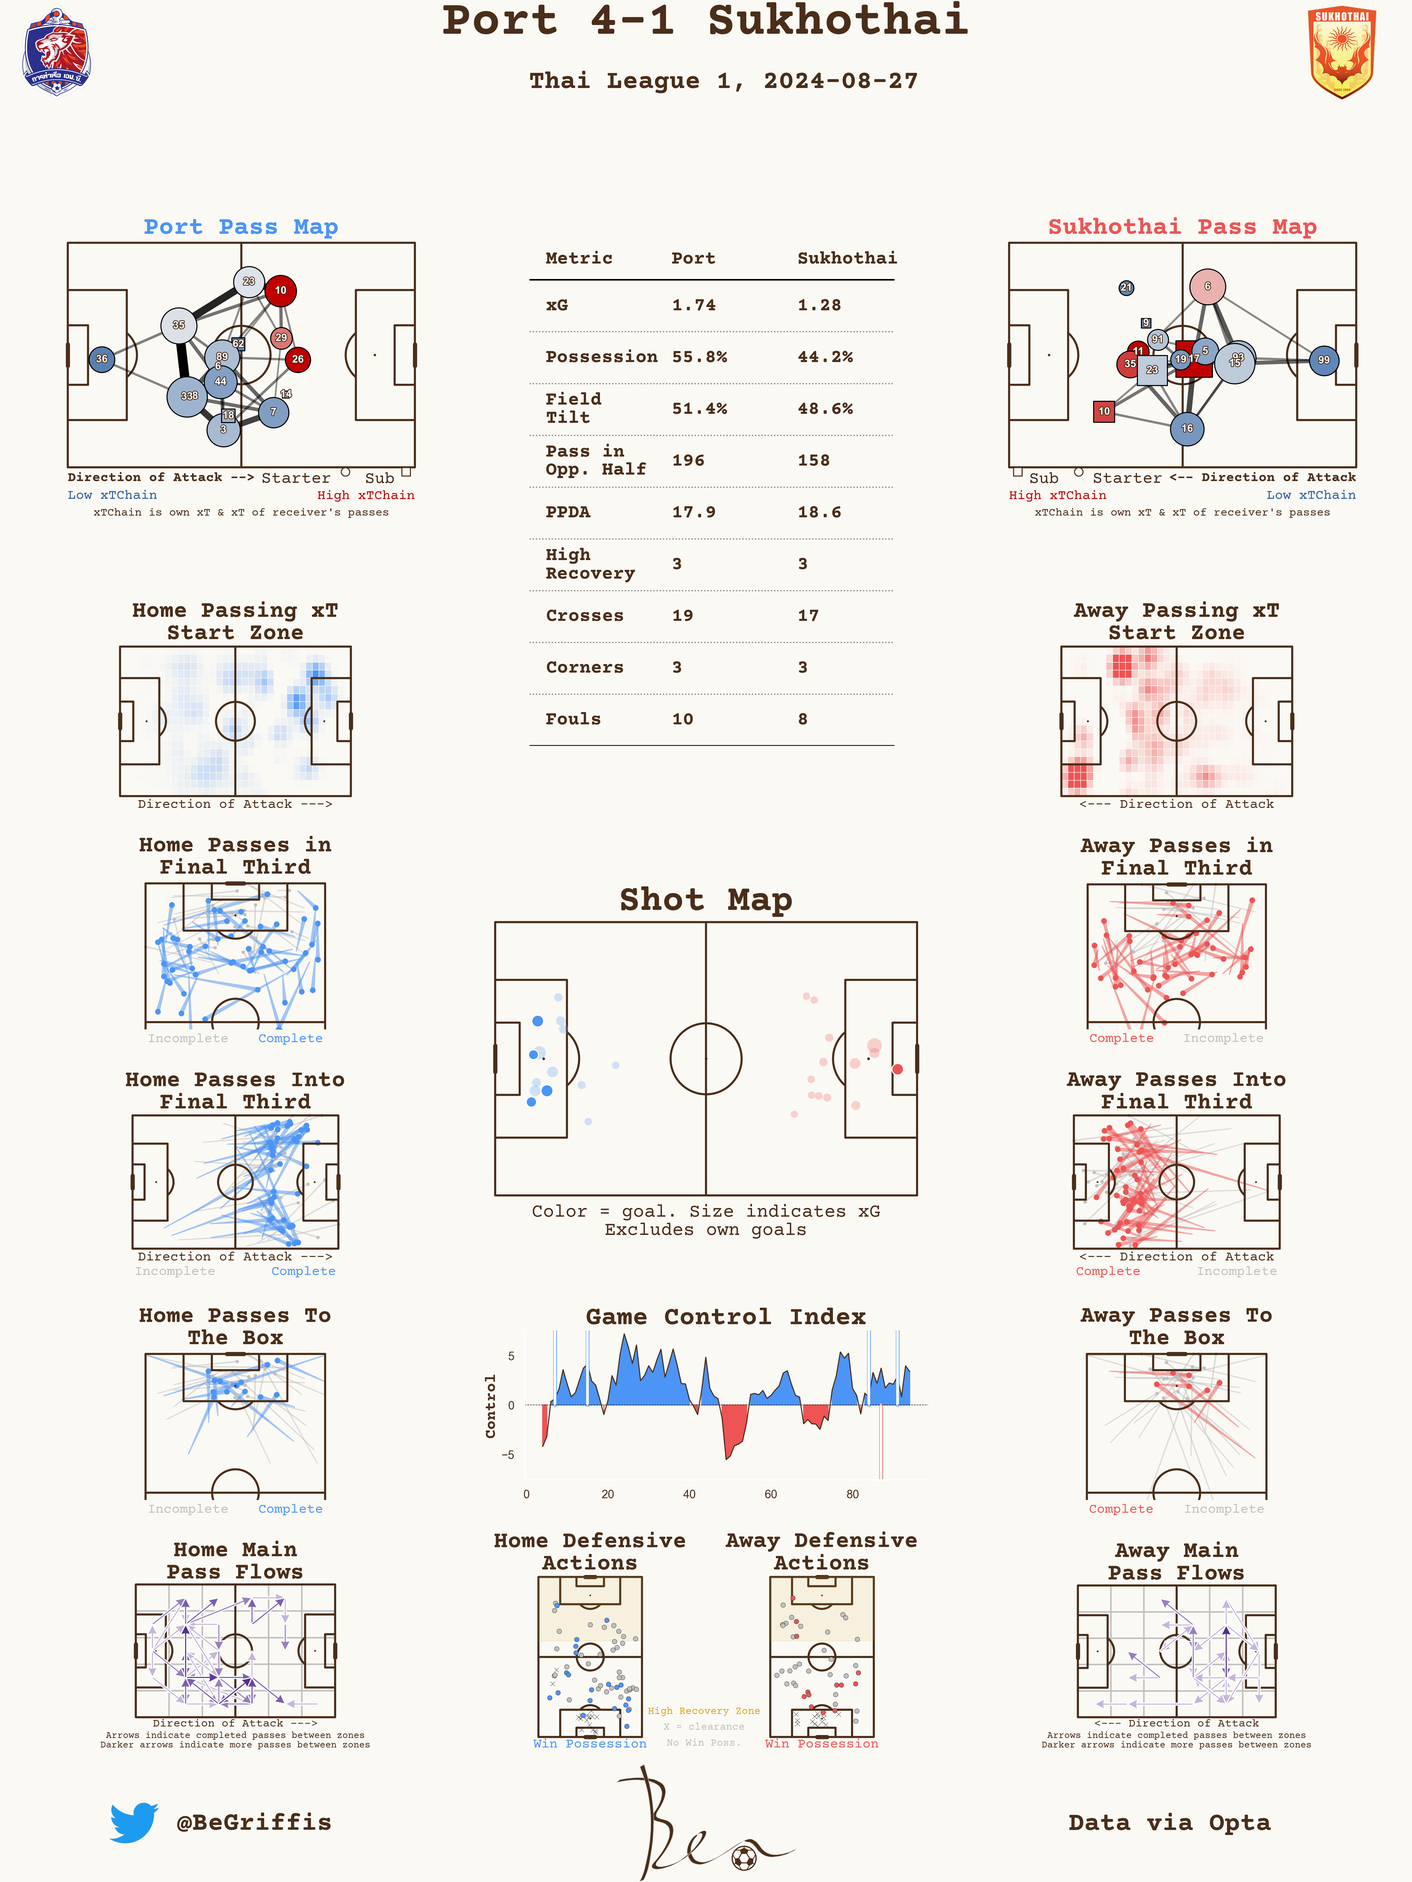 Port 4-1 Sukhothai
Thai League 1, 2024-08-27
SUKHOTHAI
Port Pass Map
23
10
35
29
62
36
89
26
6
44
14
338
18
7
3
Direction of Attack --> Starter Sub
Low xTChain High xTChain
xTChain is own xT & xT of receiver's passes
Metric Port Sukhothai
xG 1.74 1.28
Possession 55.8% 44.2%
Field
Tilt 51.4% 48.6%
Pass in
Opp. Half 196 158
PPDA 17.9 18.6
High
Recovery 3 3
Crosses 19 17
Corners 3 3
Fouls 10 8
Sukhothai Pass Map
21
6
9
91
11
5
93
35
19
17
15
99
23
10
16
Sub Starter <-- Direction of Attack
High xTChain Low xTChain
xTChain is own xT & xT of receiver's passes
Home Passing xT
Start Zone
Direction of Attack --->
Away Passing xT
Start Zone
<--- Direction of Attack
Home Passes in
Final Third
Incomplete Complete
Away Passes in
Final Third
Complete Incomplete
Shot Map
Color = goal. Size indicates xG
Excludes own goals
Home Passes Into
Final Third
Direction of Attack --->
Incomplete Complete
Away Passes Into
Final Third
<--- Direction of Attack
Complete Incomplete
Home Passes To
The Box
Incomplete Complete
Game Control Index
Control
5
0
−5
0 20 40 60 80
Away Passes To
The Box
Complete Incomplete
Home Main
Pass Flows
Direction of Attack --->
Arrows indicate completed passes between zones
Darker arrows indicate more passes between zones
Home Defensive
Actions
Win Possession
High Recovery Zone
X = clearance
No Win Poss.
Away Defensive
Actions
Win Possession
Away Main
Pass Flows
<--- Direction of Attack
Arrows indicate completed passes between zones
Darker arrows indicate more passes between zones
@BeGriffis
Ben
Data via Opta